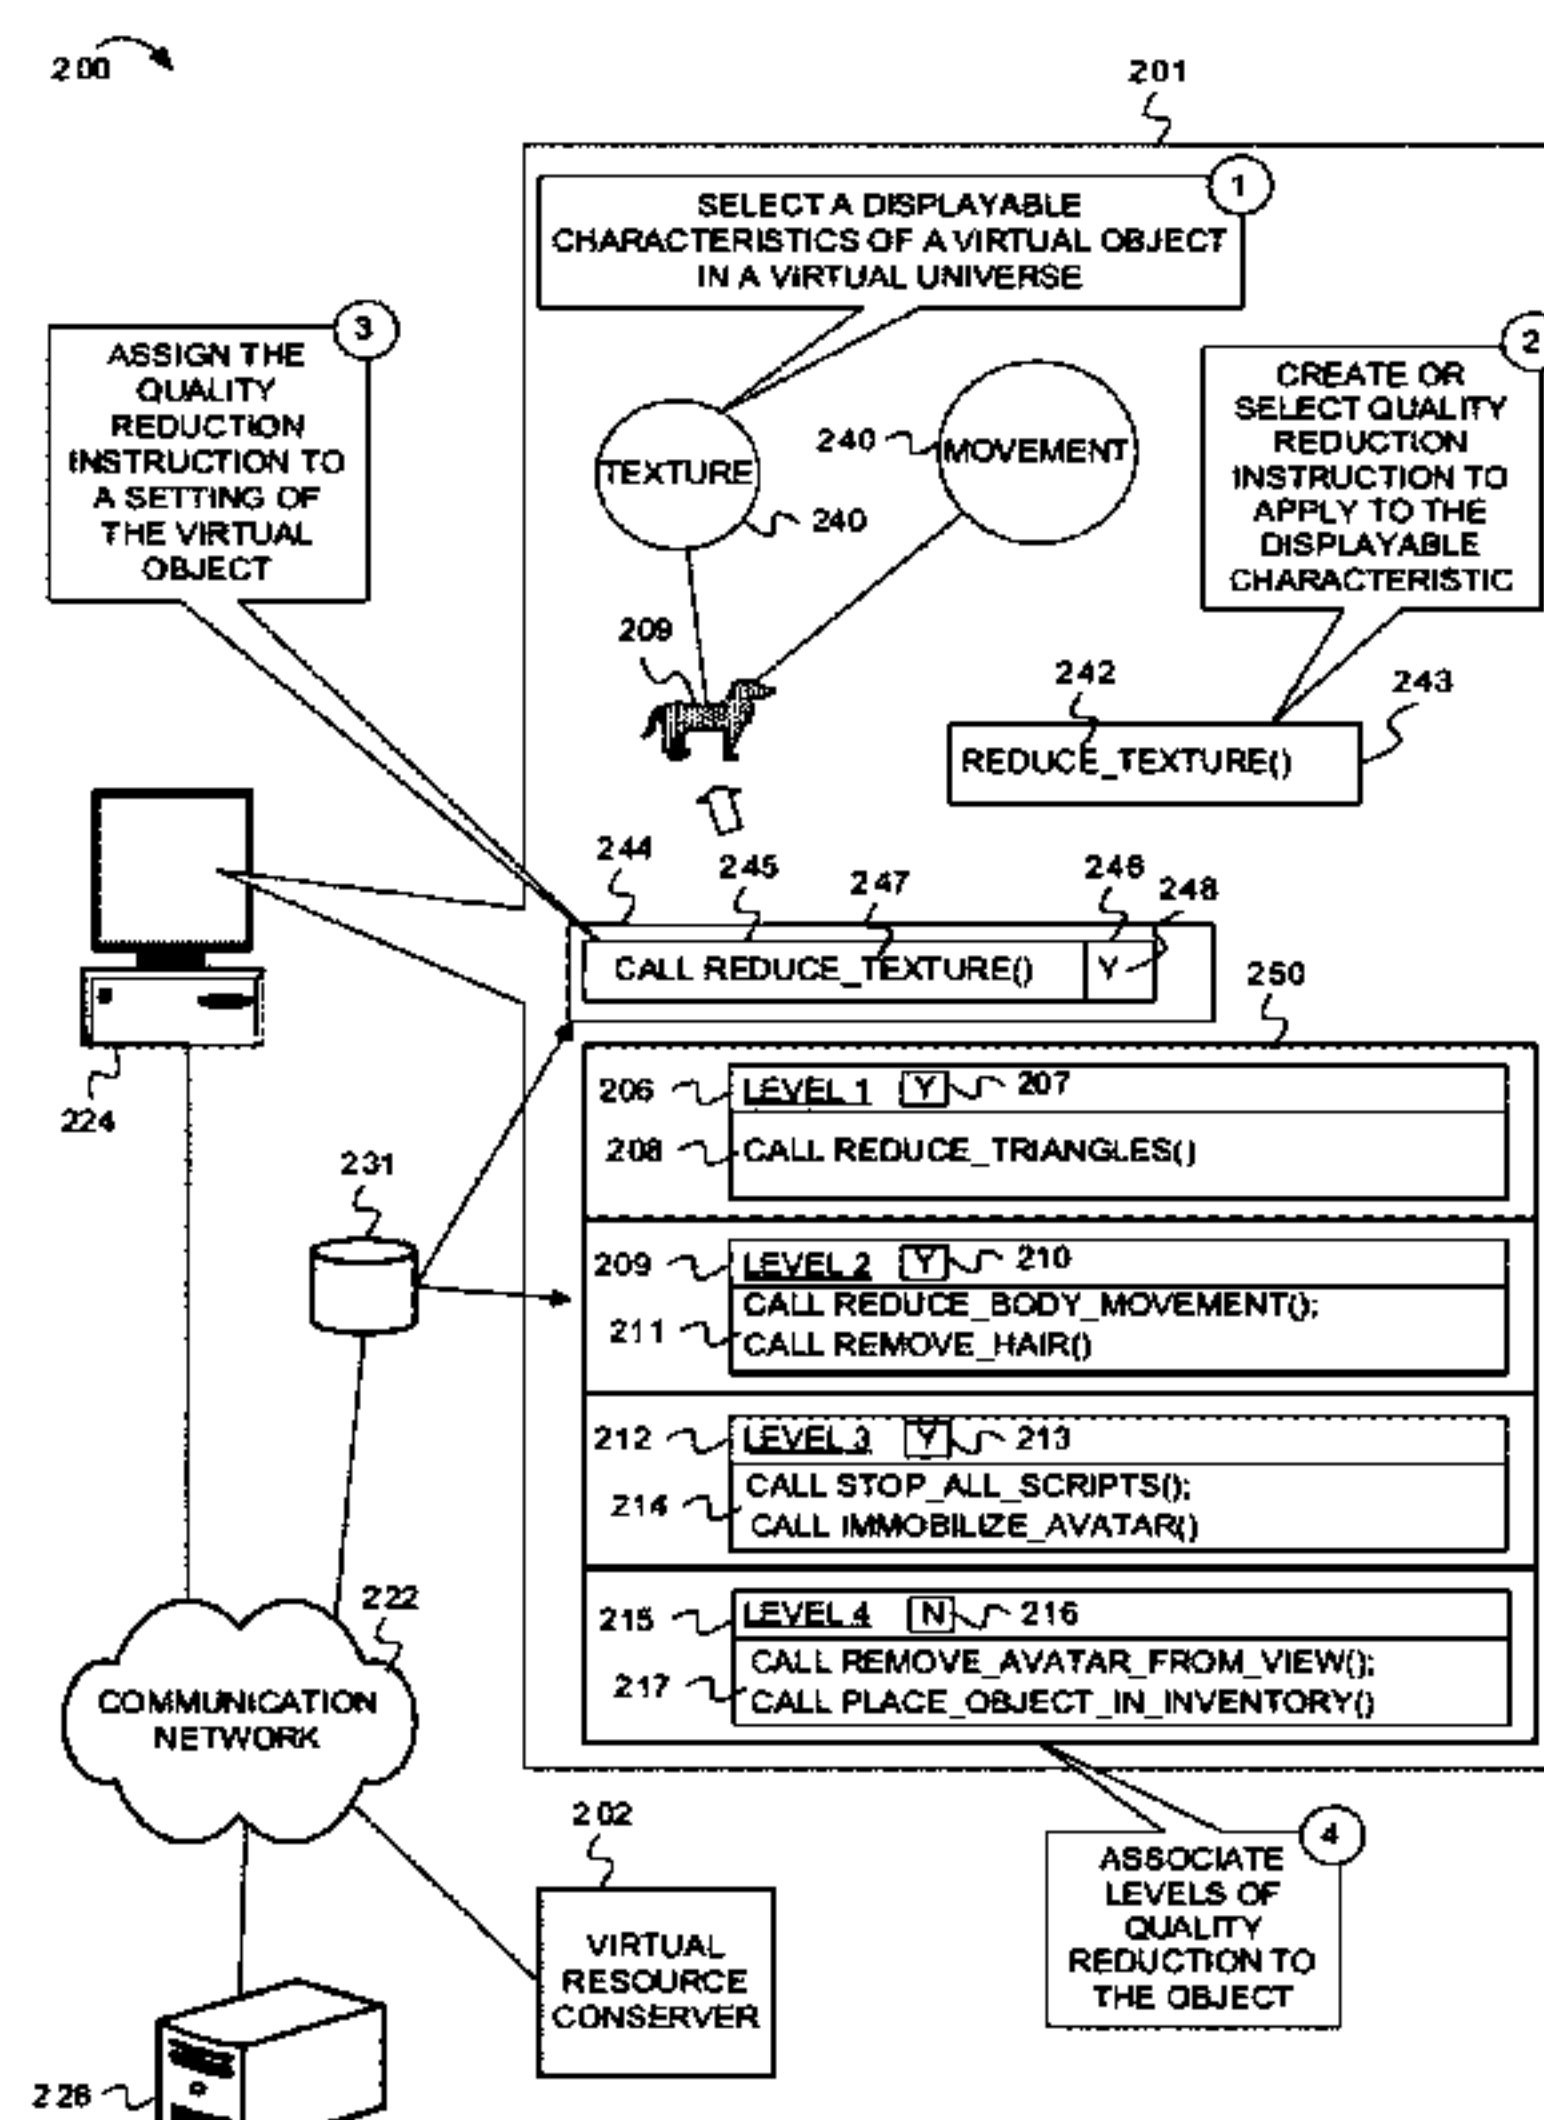 200
201
1
SELECT A DISPLAYABLE
CHARACTERISTICS OF A VIRTUAL OBJECT
IN A VIRTUAL UNIVERSE
3
ASSIGN THE
QUALITY
REDUCTION
INSTRUCTION TO
A SETTING OF
THE VIRTUAL
OBJECT
2
CREATE OR
SELECT QUALITY
REDUCTION
INSTRUCTION TO
APPLY TO THE
DISPLAYABLE
CHARACTERISTIC
TEXTURE
240
MOVEMENT
240
209
242
243
REDUCE_TEXTURE()
244
245
247
246
248
CALL REDUCE_TEXTURE()
Y
250
224
206
LEVEL 1
Y
207
208
CALL REDUCE_TRIANGLES()
231
209
LEVEL 2
Y
210
211
CALL REDUCE_BODY_MOVEMENT();
CALL REMOVE_HAIR()
212
LEVEL 3
Y
213
214
CALL STOP_ALL_SCRIPTS();
CALL IMMOBILIZE_AVATAR()
215
LEVEL 4
N
216
217
CALL REMOVE_AVATAR_FROM_VIEW();
CALL PLACE_OBJECT_IN_INVENTORY()
222
COMMUNICATION
NETWORK
202
VIRTUAL
RESOURCE
CONSERVER
4
ASSOCIATE
LEVELS OF
QUALITY
REDUCTION TO
THE OBJECT
228